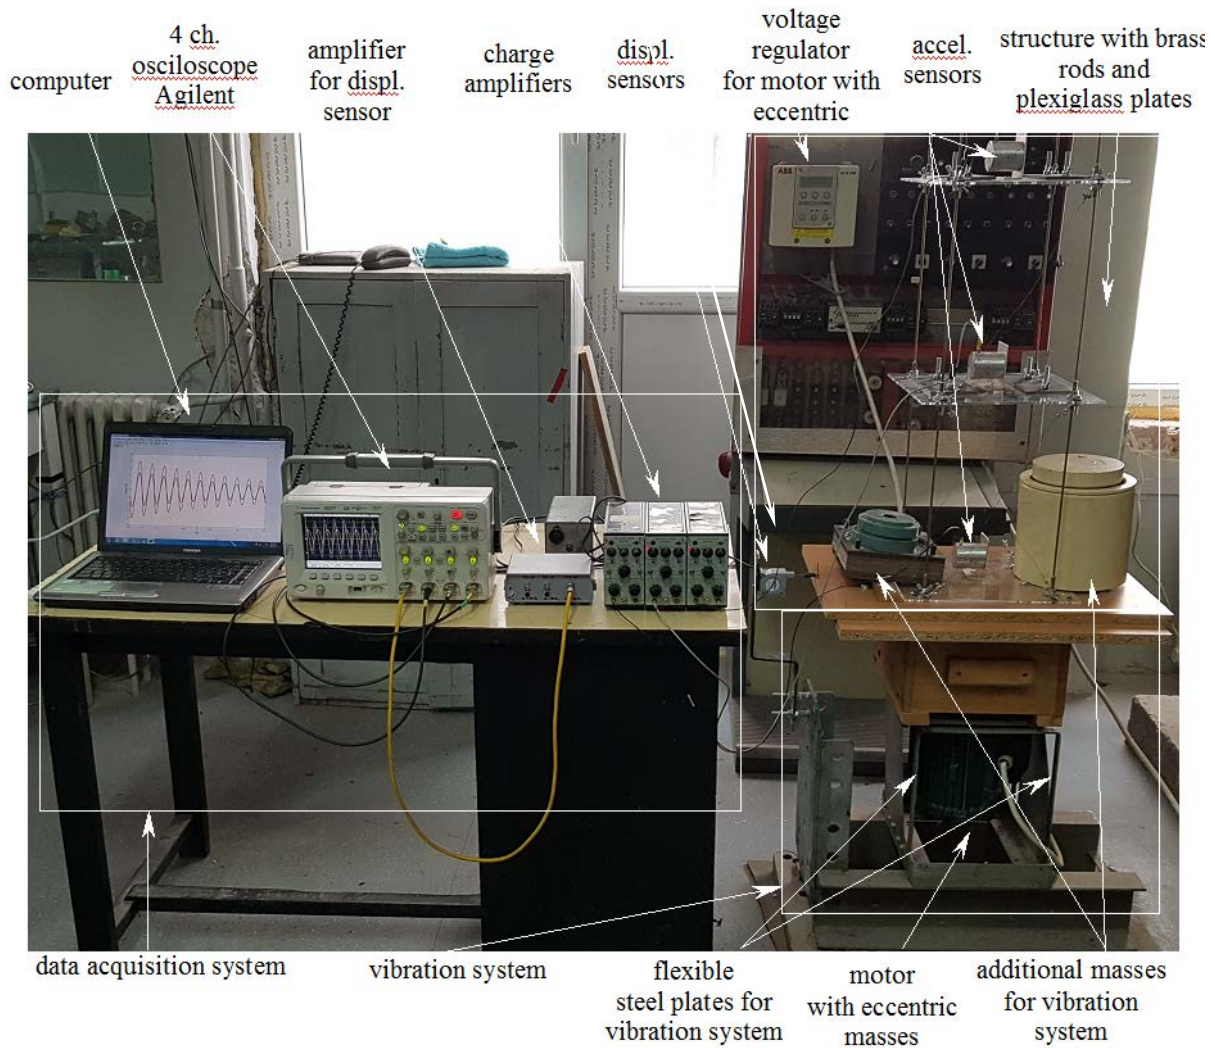 computer
4 ch.
osciloscope
Agilent
amplifier
for displ.
sensor
charge
amplifiers
displ.
sensors
voltage
regulator
for motor with
eccentric
accel.
sensors
structure with brass
rods and
plexiglass plates
ABB
data acquisition system
vibration system
flexible
steel plates for
vibration system
motor
with eccentric
masses
additional masses
for vibration
system